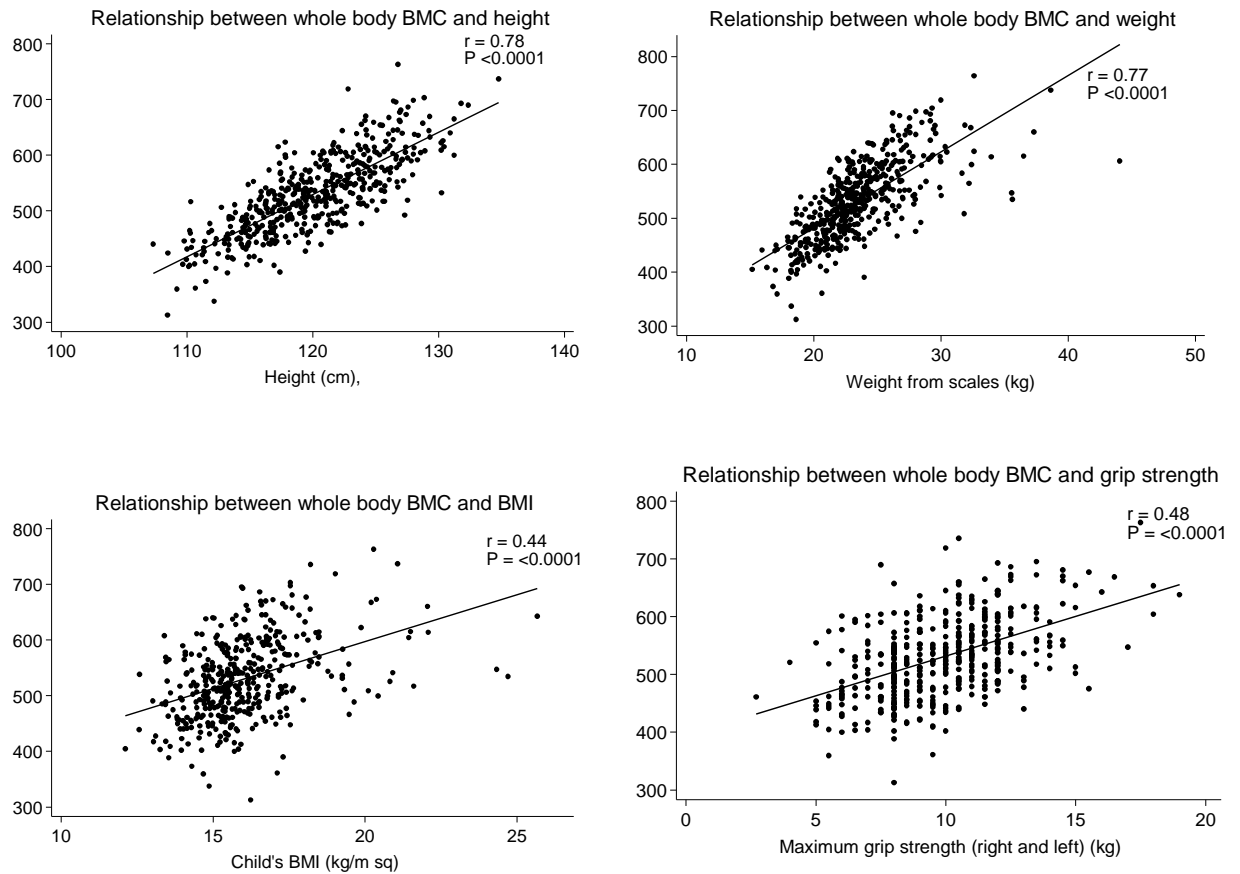 Relationship between whole body BMC and height
r = 0.78
P <0.0001
800
700
600
500
400
300
100 110 120 130 140
Height (cm),
Relationship between whole body BMC and weight
r = 0.77
P <0.0001
800
700
600
500
400
300
10 20 30 40 50
Weight from scales (kg)
Relationship between whole body BMC and BMI
r = 0.44
P = <0.0001
800
700
600
500
400
300
10 15 20 25
Child's BMI (kg/m sq)
Relationship between whole body BMC and grip strength
r = 0.48
P = <0.0001
800
700
600
500
400
300
0 5 10 15 20
Maximum grip strength (right and left) (kg)